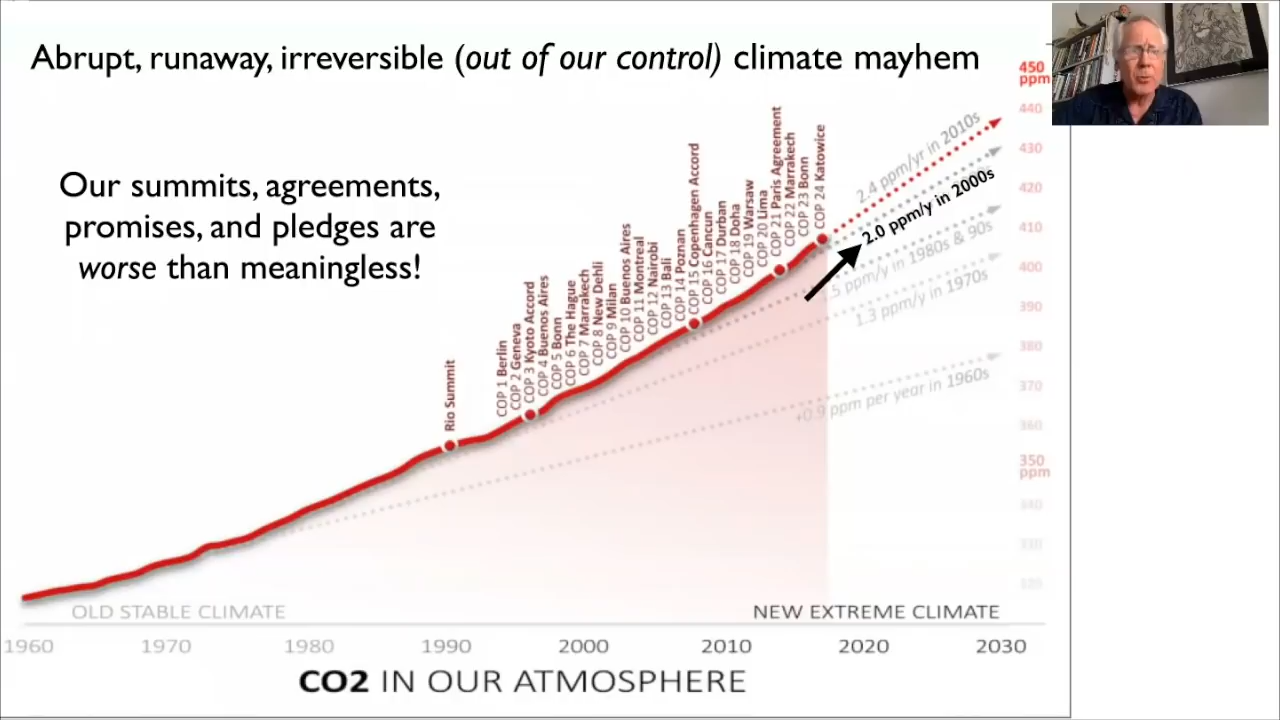 Abrupt, runaway, irreversible (out of our control) climate mayhem
Our summits, agreements,
promises, and pledges are
worse than meaningless!
Rio Summit
COP 1 Berlin
COP 2 Geneva
COP 3 Kyoto Accord
COP 4 Buenos Aires
COP 5 Bonn
COP 6 The Hague
COP 7 Marrakech
COP 8 New Dehli
COP 9 Milan
COP 10 Buenos Aires
COP 11 Montreal
COP 12 Nairobi
COP 13 Bali
COP 14 Poznan
COP 15 Copenhagen Accord
COP 16 Cancun
COP 17 Durban
COP 18 Doha
COP 19 Warsaw
COP 20 Lima
COP 21 Paris Agreement
COP 22 Marrakech
COP 23 Bonn
COP 24 Katowice
2.4 ppm/yr in 2010s
2.0 ppm/y in 2000s
.5 ppm/y in 1980s & 90s
1.3 ppm/y in 1970s
+0.9 ppm per year in 1960s
450
ppm
440
430
420
410
400
390
380
370
360
350
ppm
340
330
OLD STABLE CLIMATE
NEW EXTREME CLIMATE
1960
1970
1980
1990
2000
2010
2020
2030
CO2 IN OUR ATMOSPHERE